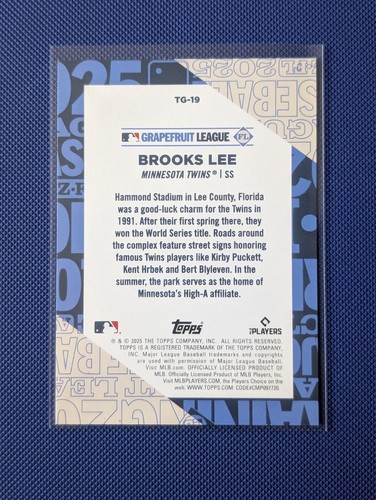 TG-19
GRAPEFRUIT LEAGUE FL
BROOKS LEE
MINNESOTA TWINS® | SS
Hammond Stadium in Lee County, Florida
was a good-luck charm for the Twins in
1991. After their first spring there, they
won the World Series title. Roads around
the complex feature street signs honoring
famous Twins players like Kirby Puckett,
Kent Hrbek and Bert Blyleven. In the
summer, the park serves as the home of
Minnesota's High-A affiliate.
Topps
PLAYERS
® & © 2025 THE TOPPS COMPANY, INC. ALL RIGHTS RESERVED.
TOPPS IS A REGISTERED TRADEMARK OF THE TOPPS COMPANY,
INC. Major League Baseball trademarks and copyrights
are used with permission of Major League Baseball.
Visit MLB.com. OFFICIALLY LICENSED PRODUCT OF
MLB. Officially Licensed Product of MLB Players, Inc.
Visit MLBPLAYERS.com, the Players Choice on the
web. WWW.TOPPS.COM. CODE#CMP097720.